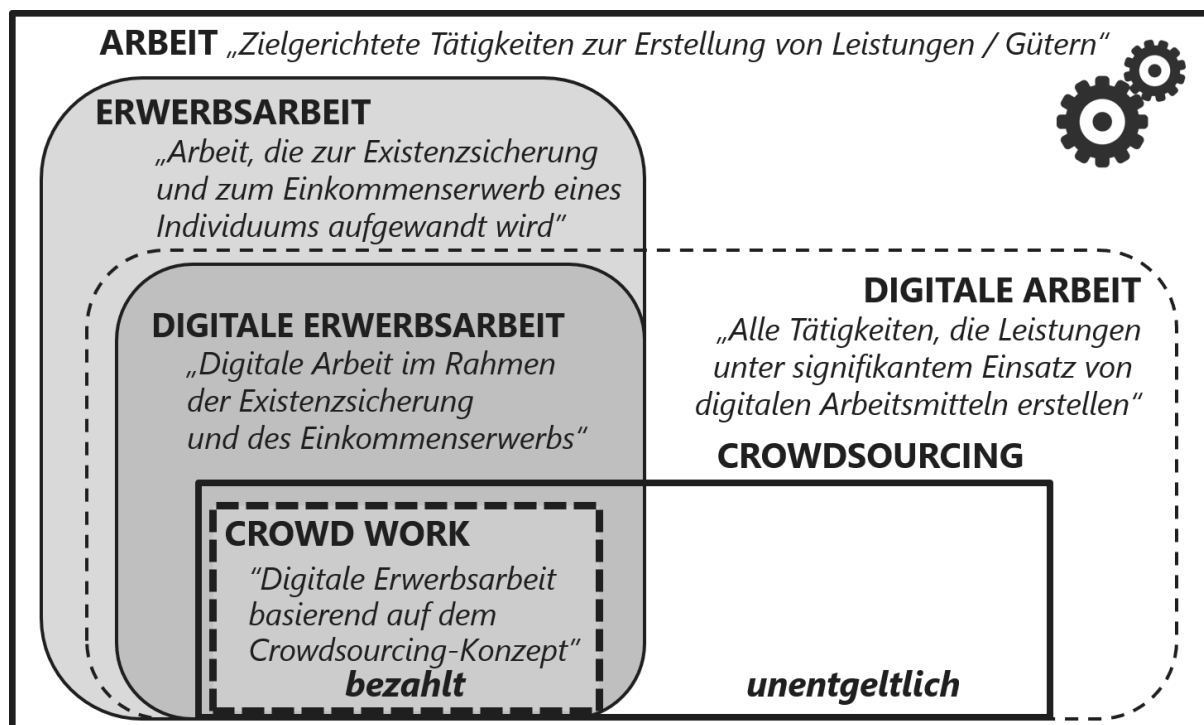 ARBEIT „Zielgerichtete Tätigkeiten zur Erstellung von Leistungen / Gütern“
ERWERBSARBEIT
„Arbeit, die zur Existenzsicherung
und zum Einkommenserwerb eines
Individuums aufgewandt wird”
DIGITALE ERWERBSARBEIT
„Digitale Arbeit im Rahmen
der Existenzsicherung
und des Einkommenserwerbs“
DIGITALE ARBEIT
„Alle Tätigkeiten, die Leistungen
unter signifikantem Einsatz von
digitalen Arbeitsmitteln erstellen“
CROWDSOURCING
CROWD WORK
“Digitale Erwerbsarbeit
basierend auf dem
Crowdsourcing-Konzept”
bezahlt
unentgeltlich